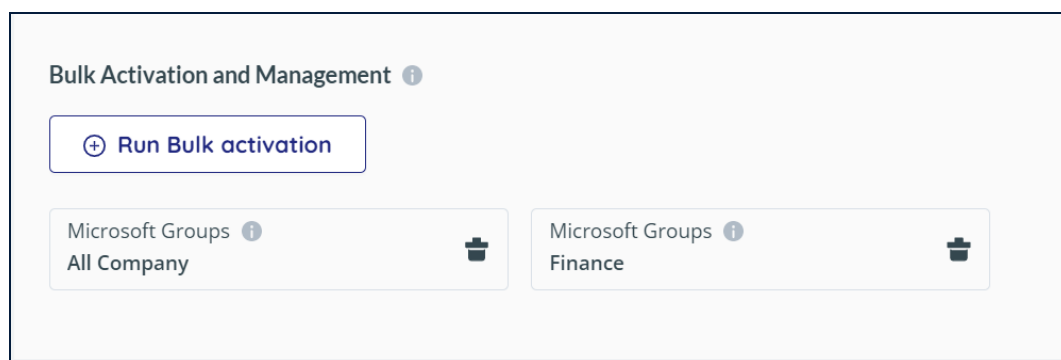 Bulk Activation and Management
Run Bulk activation
Microsoft Groups
All Company
Microsoft Groups
Finance